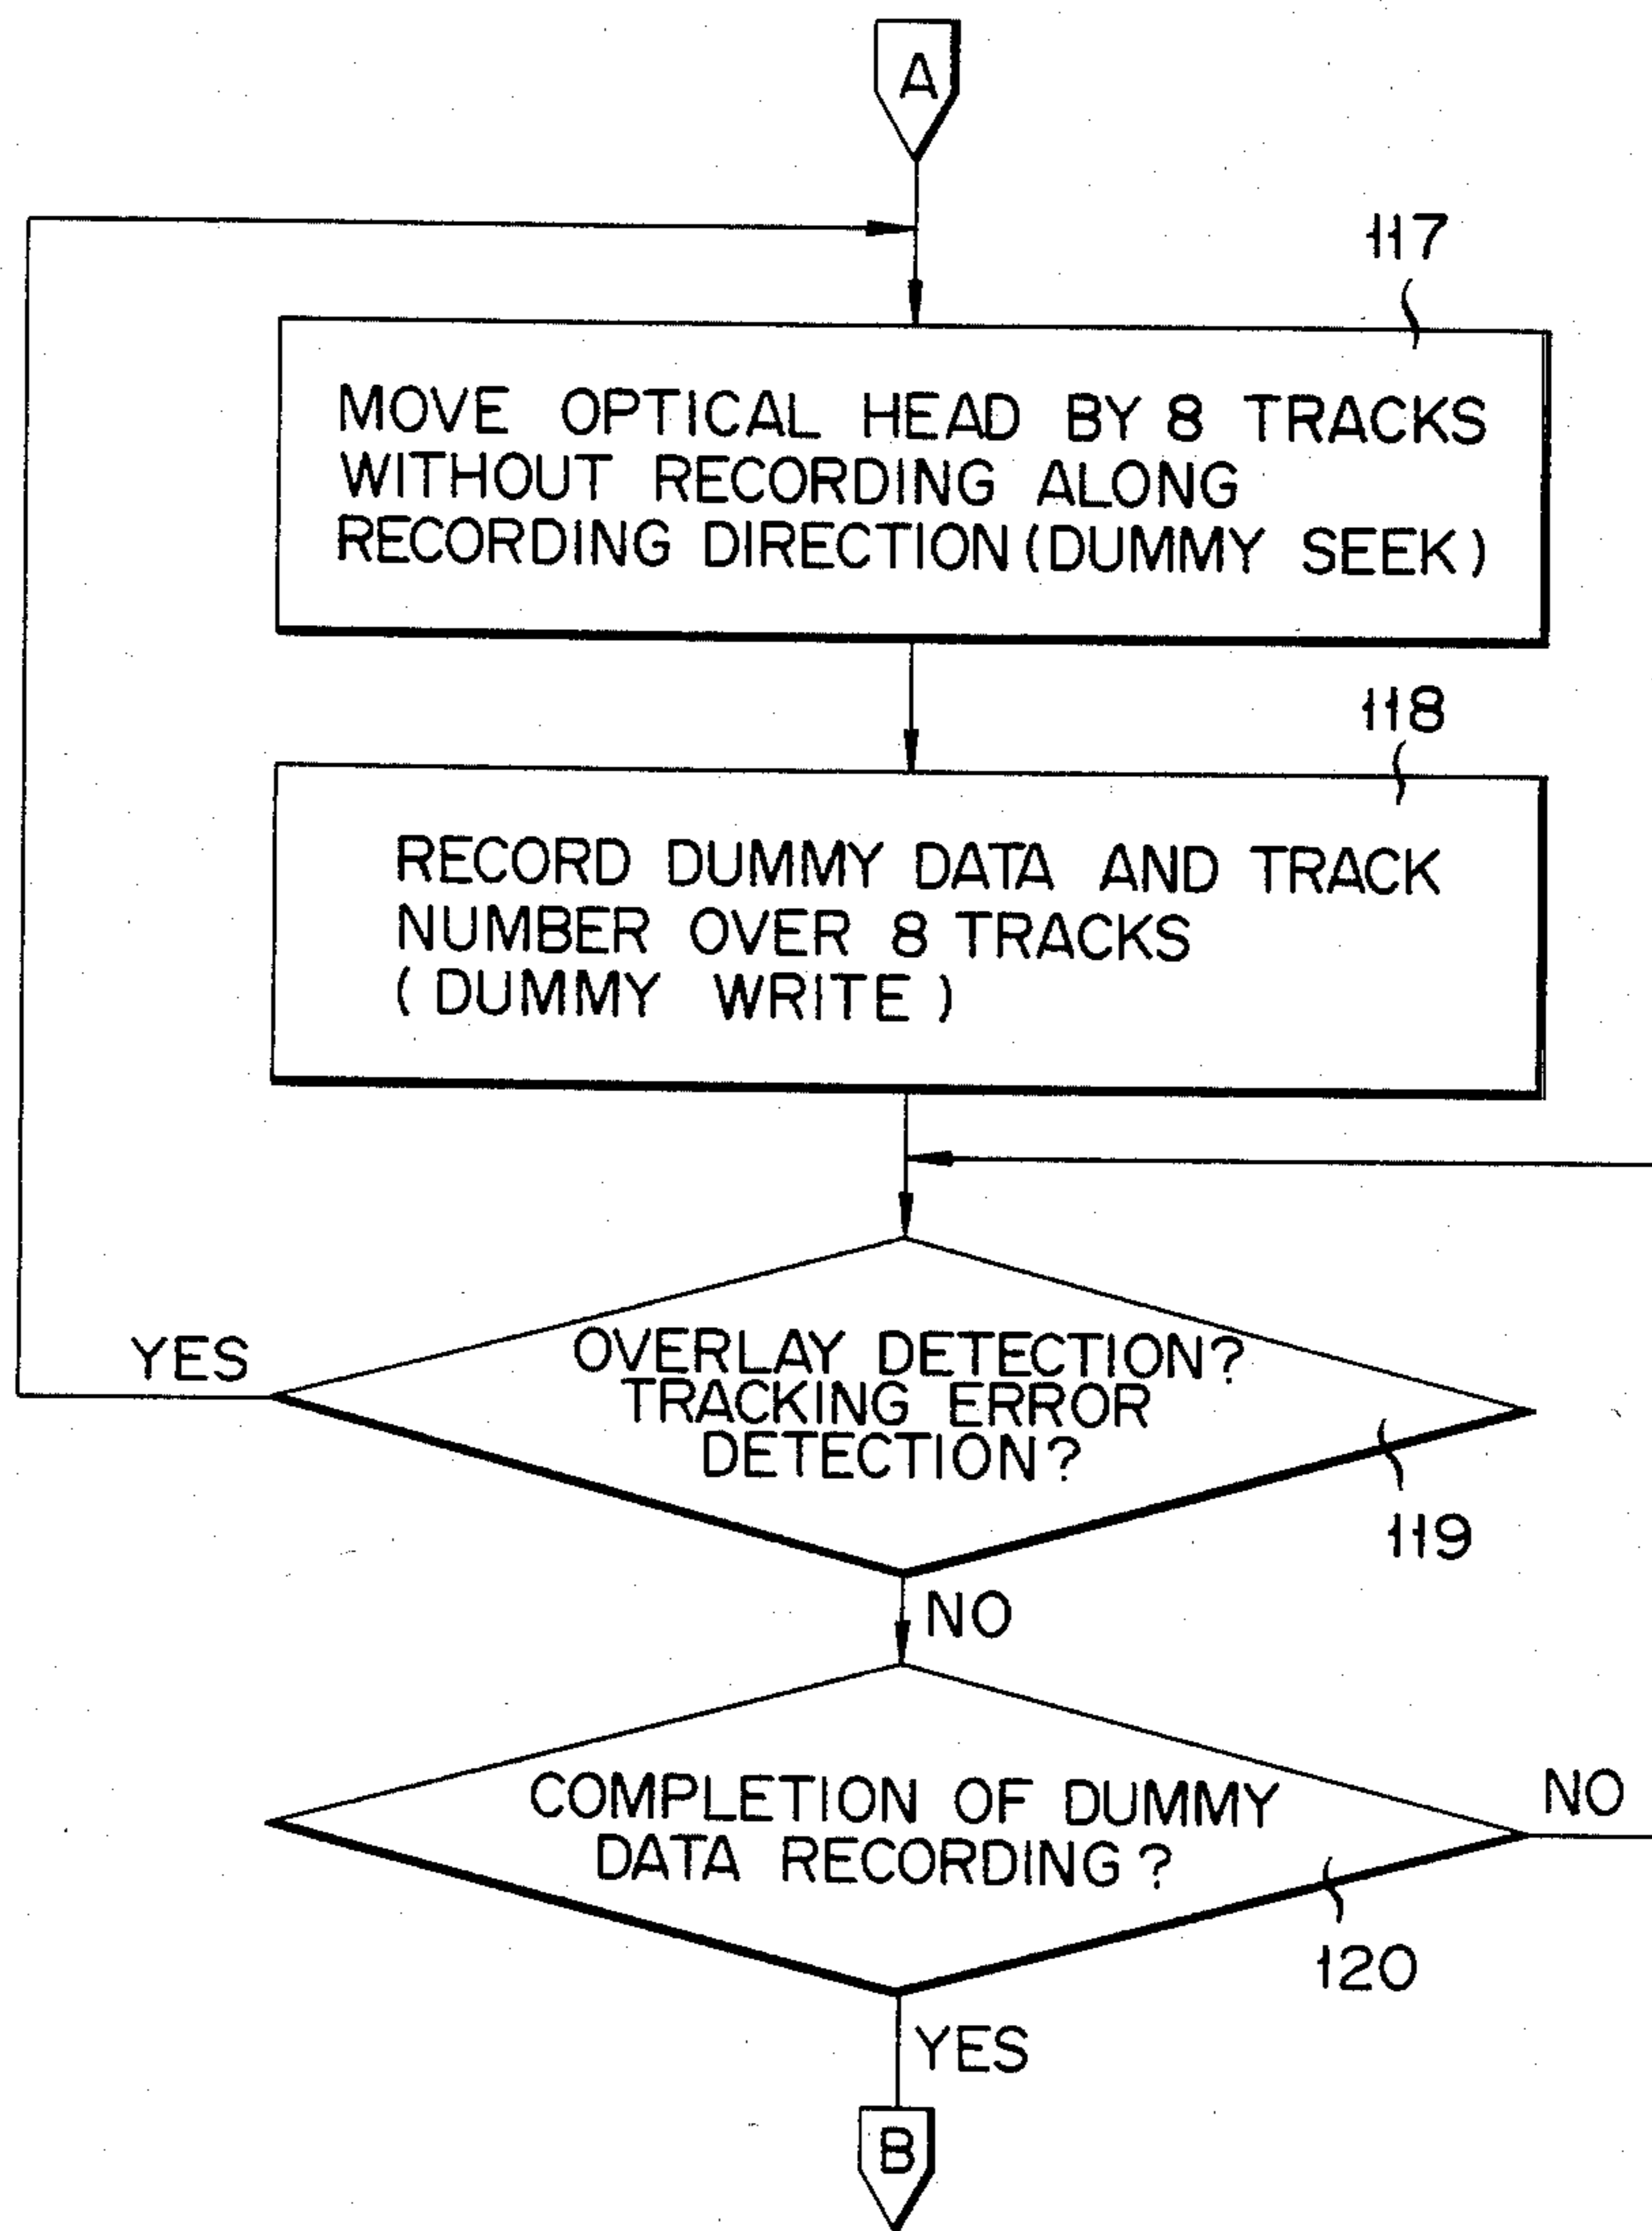 A
117
MOVE OPTICAL HEAD BY 8 TRACKS
WITHOUT RECORDING ALONG
RECORDING DIRECTION (DUMMY SEEK)
118
RECORD DUMMY DATA AND TRACK
NUMBER OVER 8 TRACKS
(DUMMY WRITE)
YES
OVERLAY DETECTION?
TRACKING ERROR
DETECTION?
119
NO
COMPLETION OF DUMMY
DATA RECORDING?
NO
120
YES
B